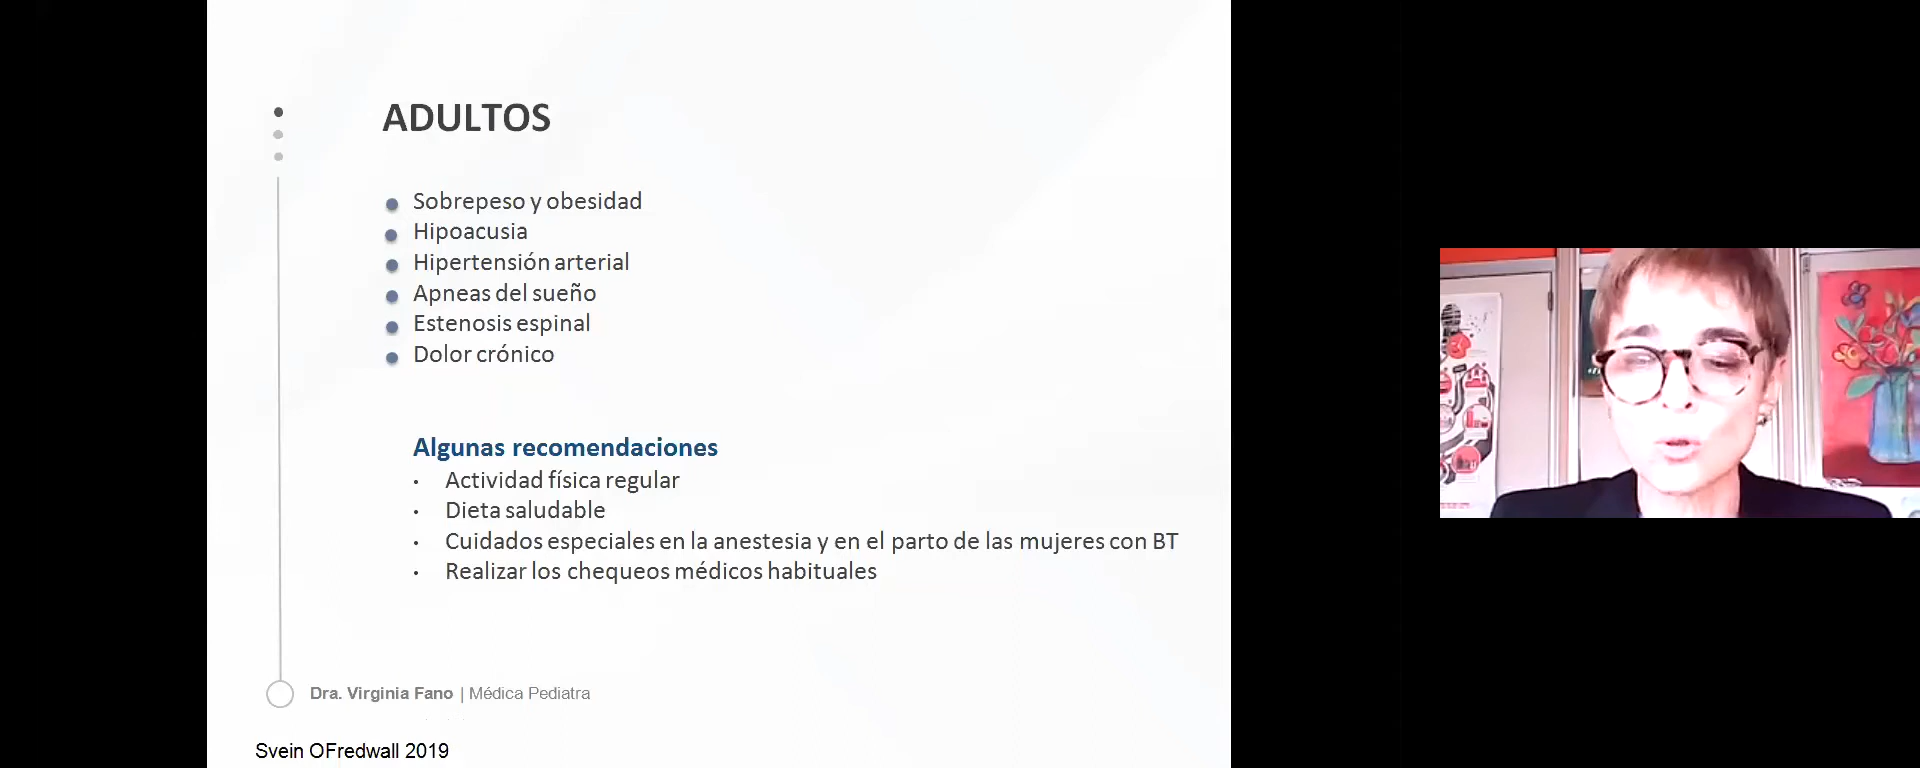 ADULTOS
Sobrepeso y obesidad
Hipoacusia
Hipertensión arterial
Apneas del sueño
Estenosis espinal
Dolor crónico
Algunas recomendaciones
Actividad física regular
Dieta saludable
Cuidados especiales en la anestesia y en el parto de las mujeres con BT
Realizar los chequeos médicos habituales
Dra. Virginia Fano | Médica Pediatra
Svein OFredwall 2019